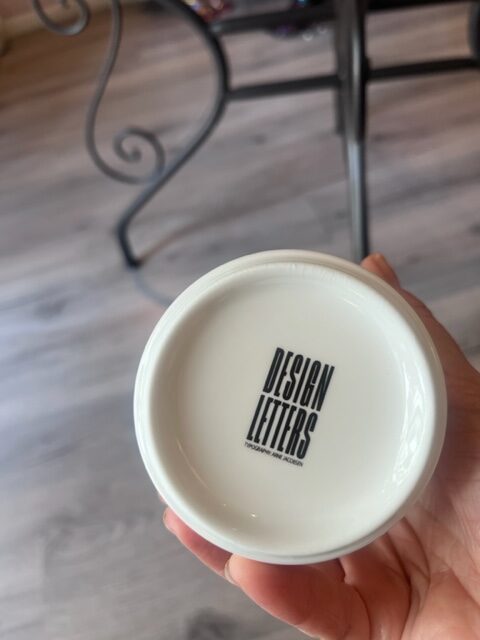 DESIGN
LETTERS
TYPOGRAPHY: ARNE JACOBSEN